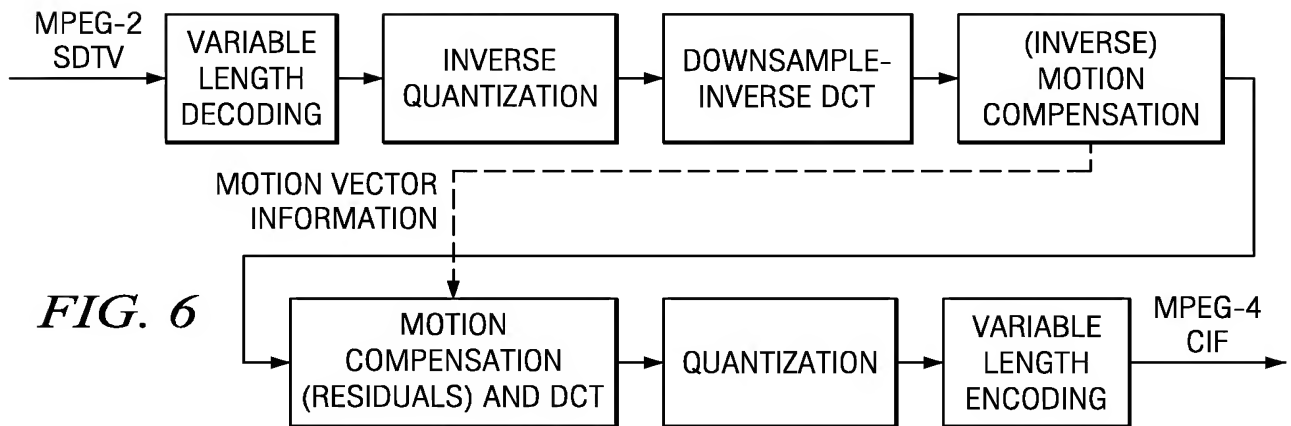 MPEG-2
SDTV
VARIABLE
LENGTH
DECODING
INVERSE
QUANTIZATION
DOWNSAMPLE-
INVERSE DCT
(INVERSE)
MOTION
COMPENSATION
MOTION VECTOR
INFORMATION
FIG. 6
MOTION
COMPENSATION
(RESIDUALS) AND DCT
QUANTIZATION
VARIABLE
LENGTH
ENCODING
MPEG-4
CIF